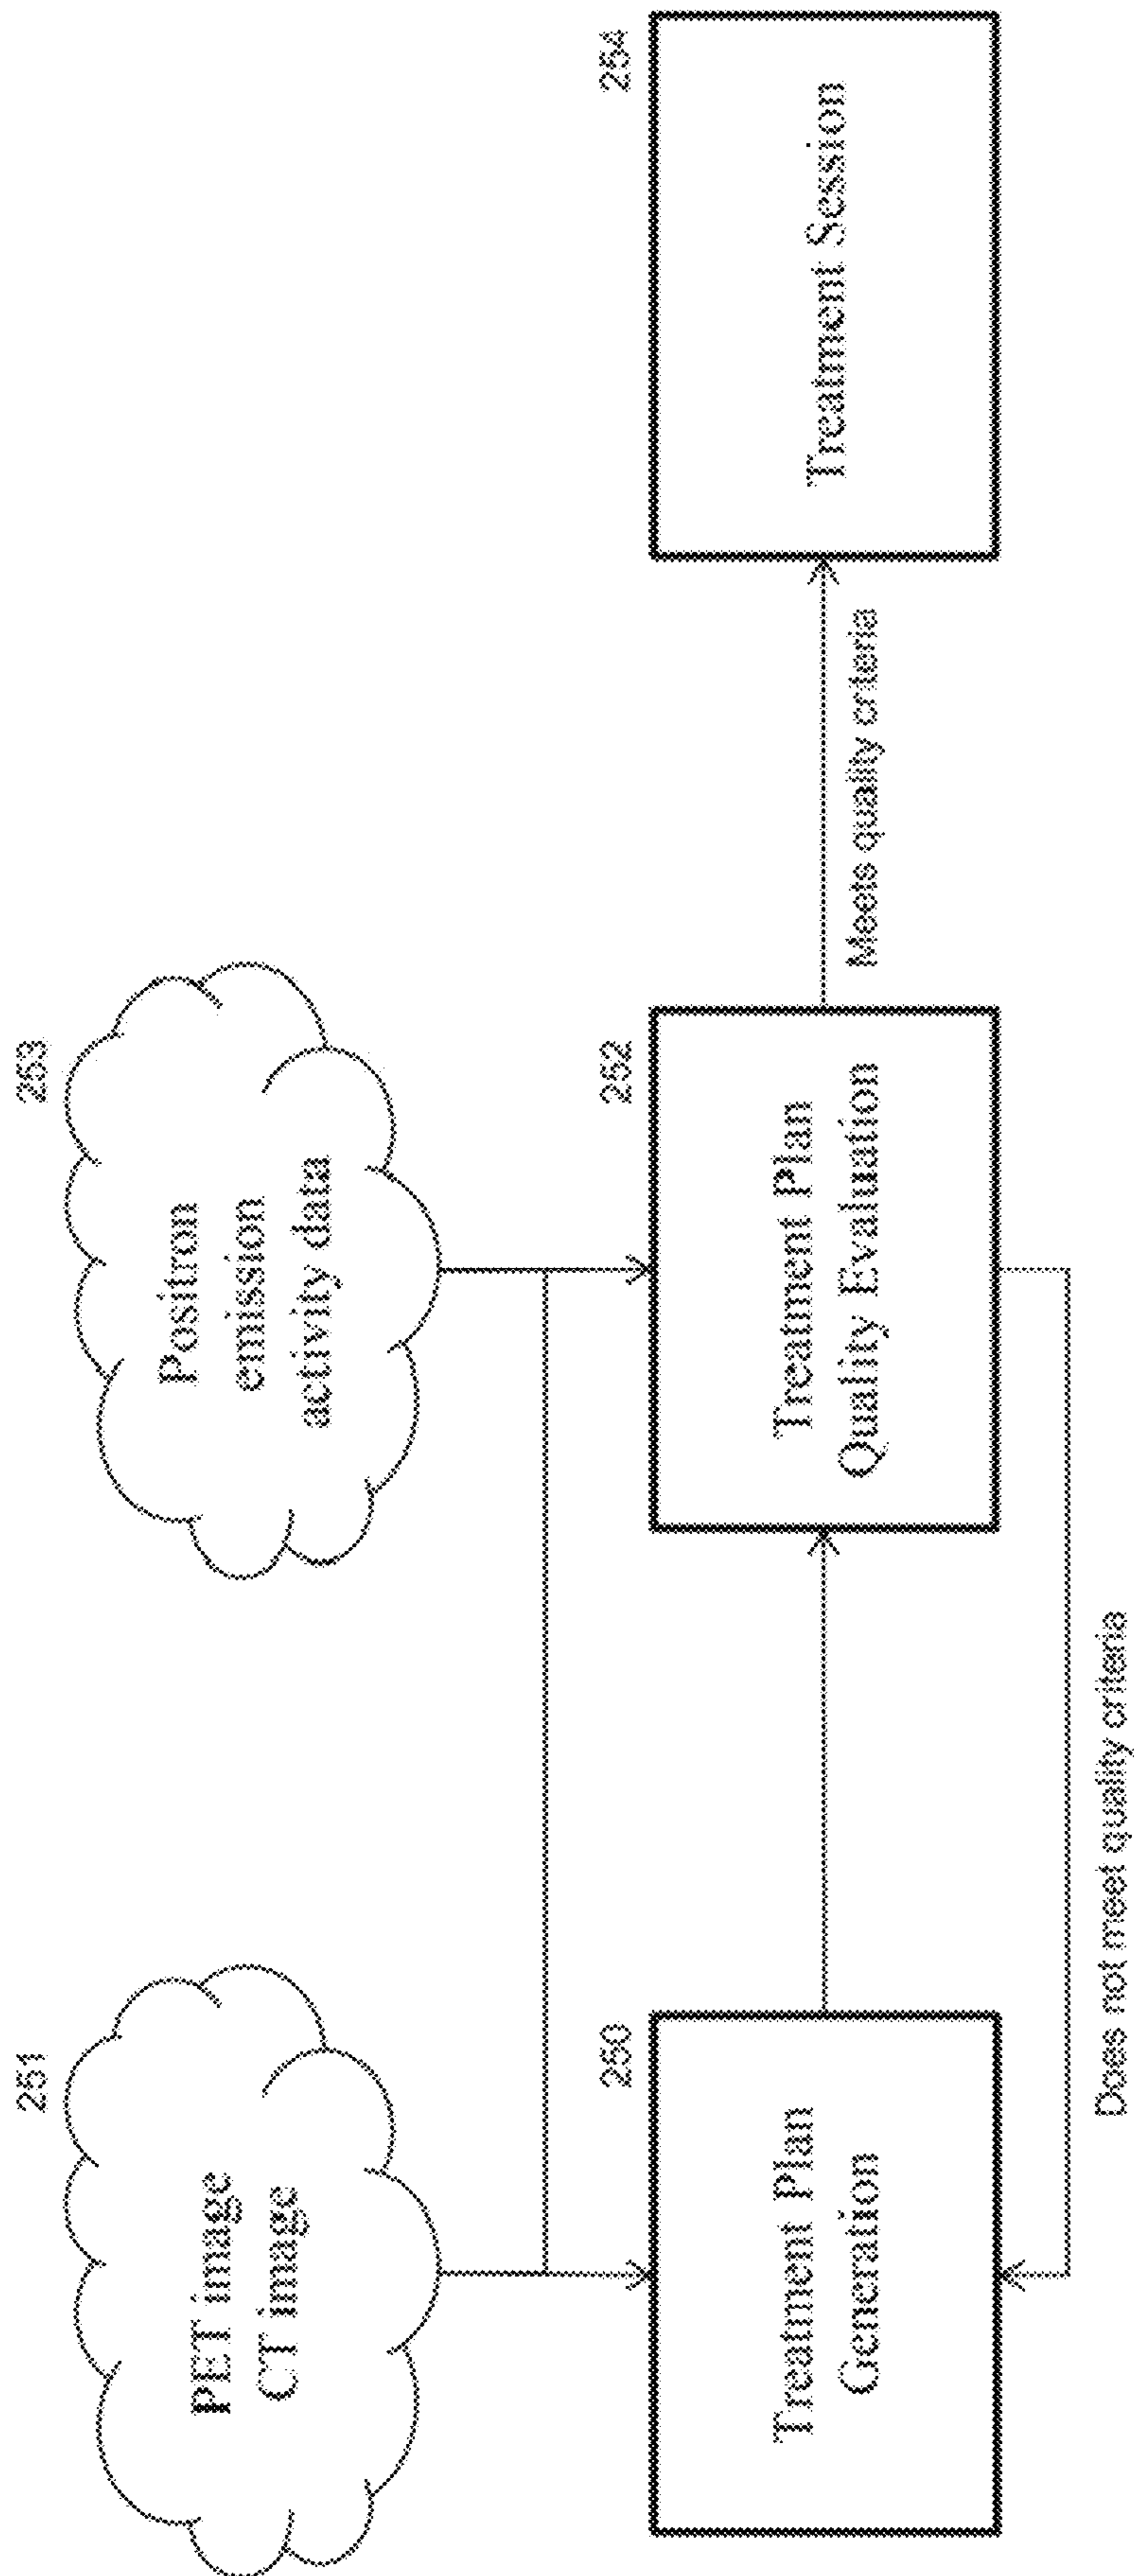 251
PET image
CT image
253
Positron
emission
activity data
250
Treatment Plan
Generation
252
Treatment Plan
Quality Evaluation
254
Treatment Session
Meets quality criteria
Does not meet quality criteria